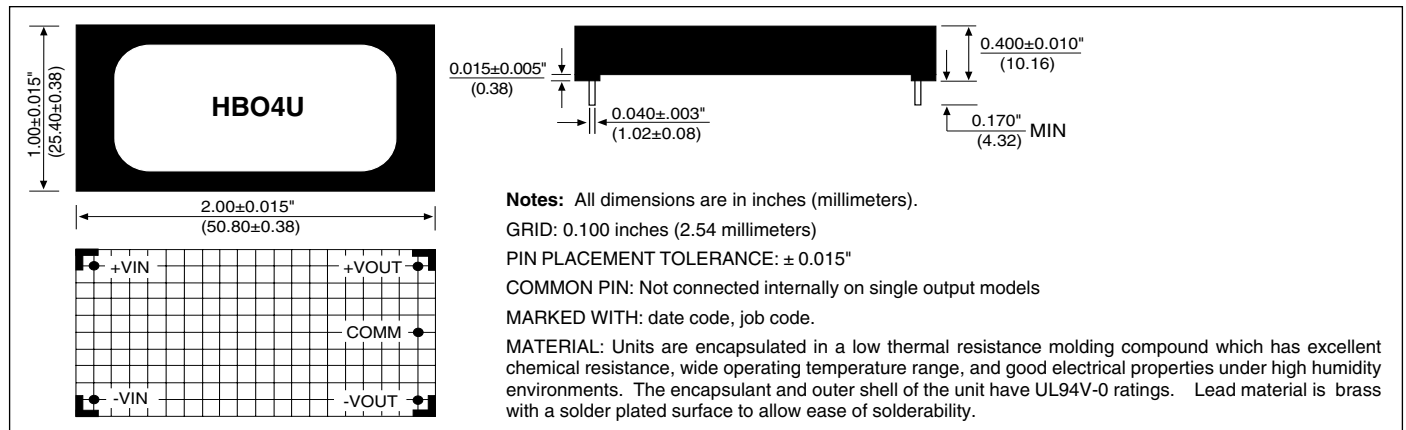 1.00±0.015"
(25.40±0.38)
HBO4U
2.00±0.015"
(50.80±0.38)
0.015±0.005"
(0.38)
0.040±.003"
(1.02±0.08)
0.400±0.010"
(10.16)
0.170"
(4.32)
MIN
+VIN
+VOUT
COMM
-VIN
-VOUT
Notes: All dimensions are in inches (millimeters).
GRID: 0.100 inches (2.54 millimeters)
PIN PLACEMENT TOLERANCE: ± 0.015"
COMMON PIN: Not connected internally on single output models
MARKED WITH: date code, job code.
MATERIAL: Units are encapsulated in a low thermal resistance molding compound which has excellent
chemical resistance, wide operating temperature range, and good electrical properties under high humidity
environments. The encapsulant and outer shell of the unit have UL94V-0 ratings. Lead material is brass
with a solder plated surface to allow ease of solderability.